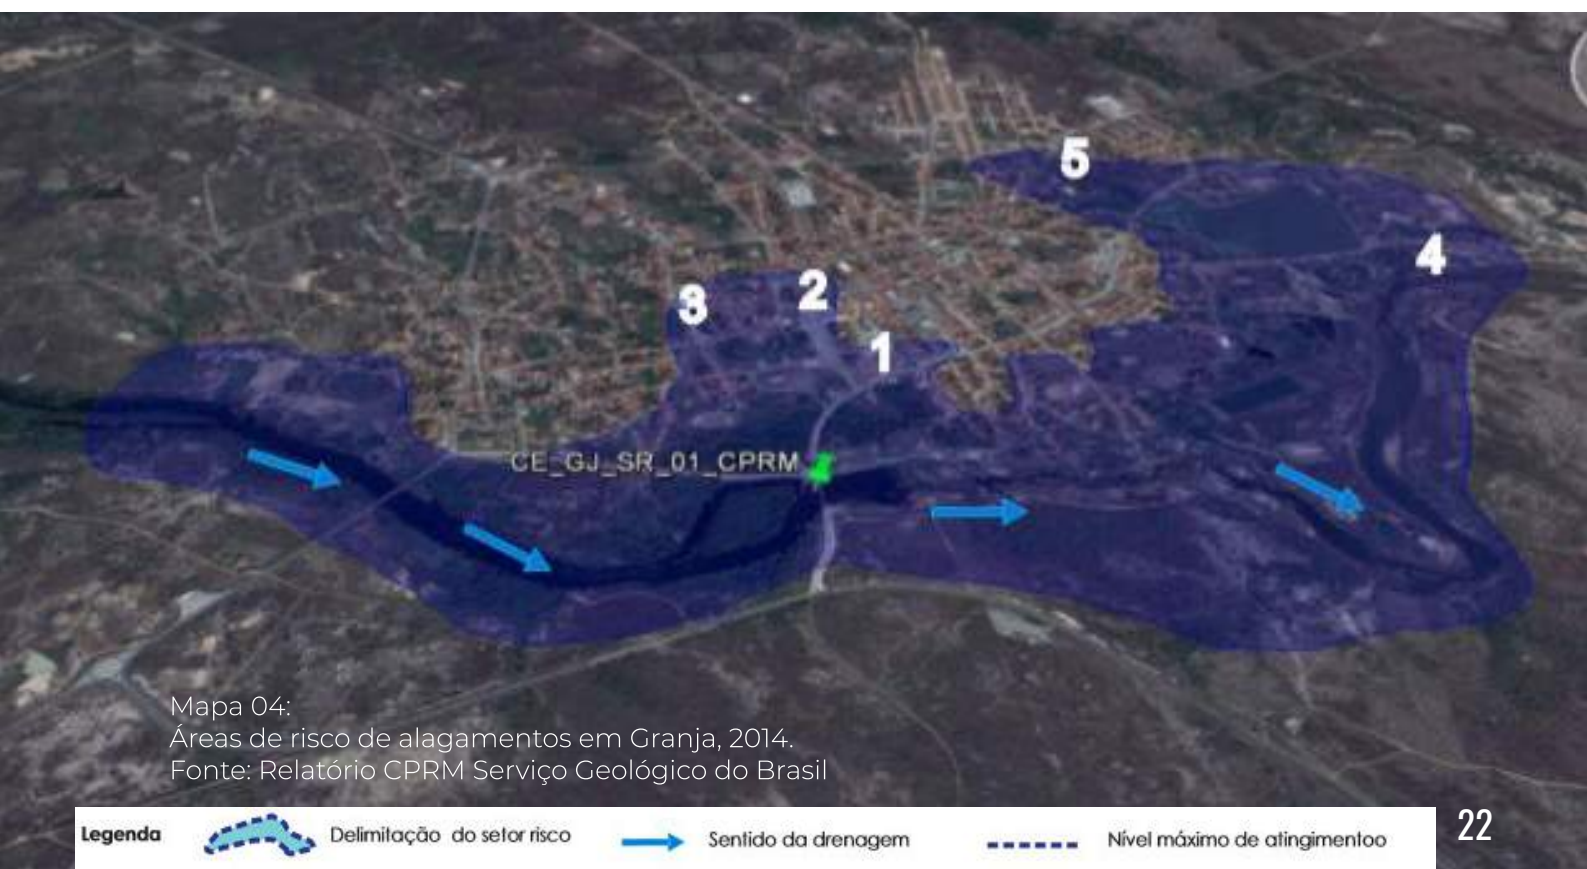 5
4
2
3
1
CE_GJ_SR_01_CPRM
Mapa 04:
Áreas de risco de alagamentos em Granja, 2014.
Fonte: Relatório CPRM Serviço Geológico do Brasil
Legenda
Delimitação do setor risco
Sentido da drenagem
Nível máximo de atingimentoo
22